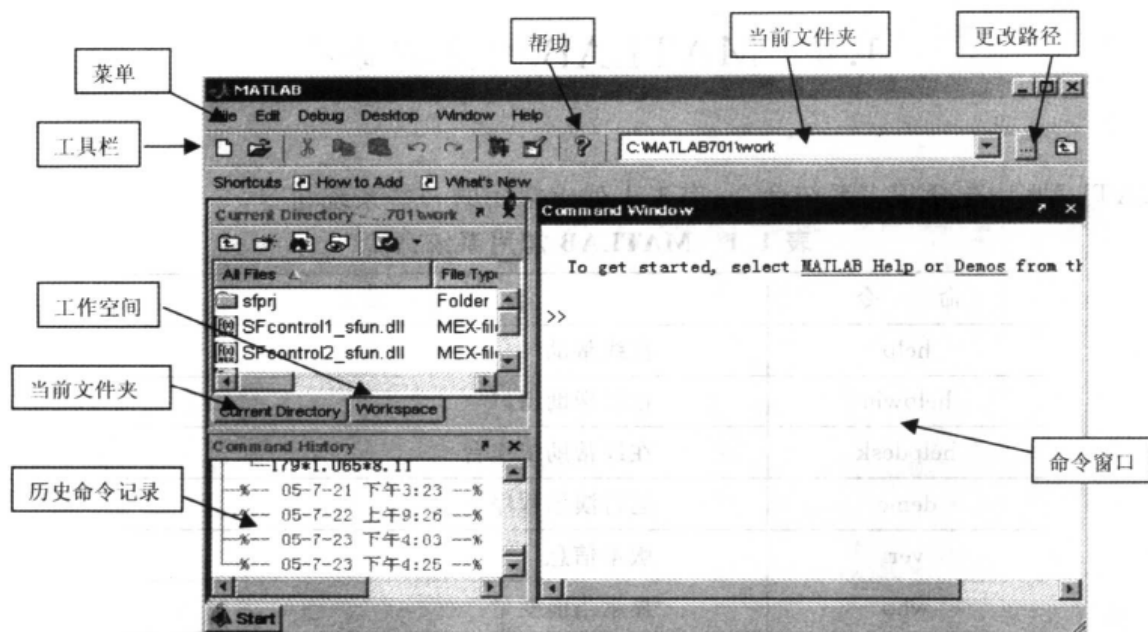 帮助
当前文件夹
更改路径
菜单
MATLAB
File Edit Debug Desktop Window Help
工具栏
C:\MATLAB701\work
...
Shortcuts How to Add What's New
Current Directory - ...701\work
Command Window
All Files File Type
To get started, select MATLAB Help or Demos from th
sfprj Folder
工作空间
>>
SFcontrol1_sfun.dll MEX-file
SFcontrol2_sfun.dll MEX-file
当前文件夹
Current Directory Workspace
Command History
命令窗口
179*1.065*8.11
历史命令记录
%-- 05-7-21 下午3:23 --%
%-- 05-7-22 上午9:26 --%
%-- 05-7-23 下午4:03 --%
%-- 05-7-23 下午4:25 --%
Start